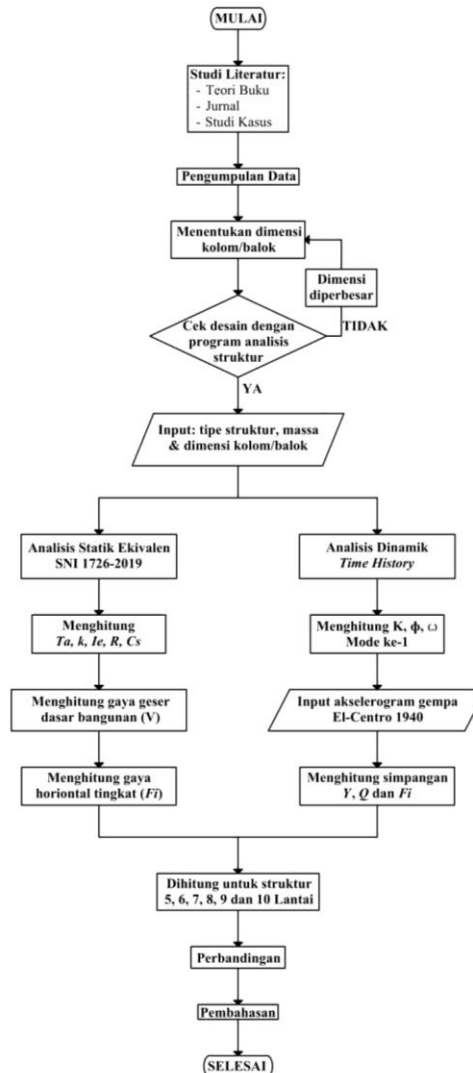 MULAI
Studi Literatur:
- Teori Buku
- Jurnal
- Studi Kasus
Pengumpulan Data
Menentukan dimensi
kolom/balok
Dimensi
diperbesar
Cek desain dengan
program analisis
struktur
TIDAK
YA
Input: tipe struktur, massa
& dimensi kolom/balok
Analisis Statik Ekivalen
SNI 1726-2019
Menghitung
Ta, k, Ie, R, Cs
Menghitung gaya geser
dasar bangunan (V)
Menghitung gaya
horiontal tingkat (Fi)
Analisis Dinamik
Time History
Menghitung K, ϕ, ω
Mode ke-1
Input akselerogram gempa
El-Centro 1940
Menghitung simpangan
Y, Q dan Fi
Dihitung untuk struktur
5, 6, 7, 8, 9 dan 10 Lantai
Perbandingan
Pembahasan
SELESAI